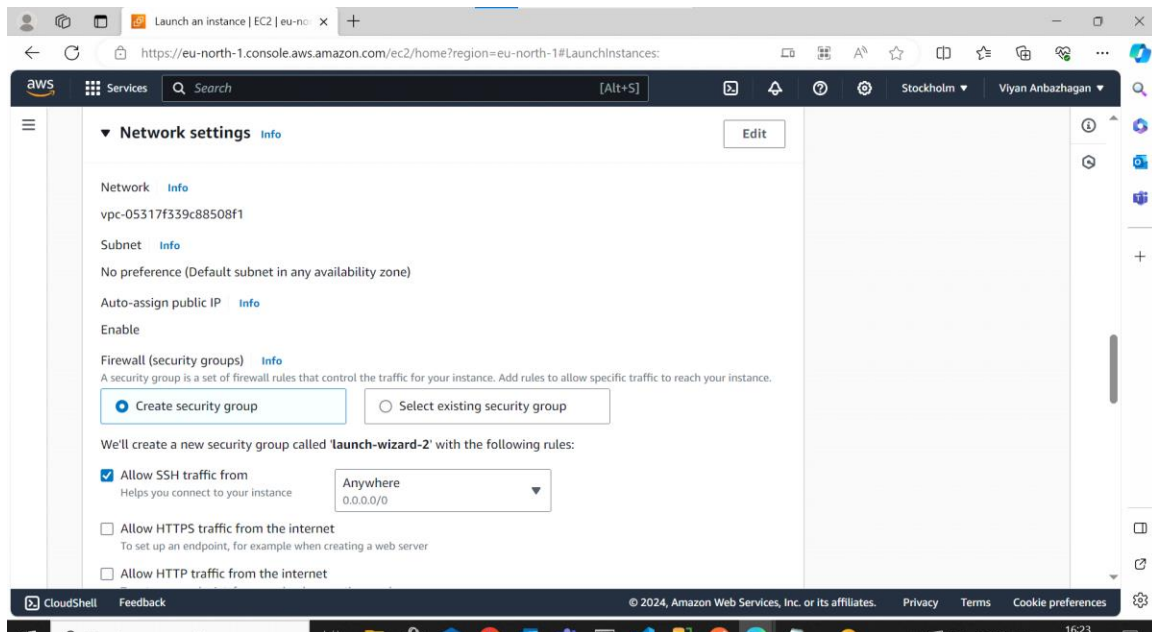 Launch an instance | EC2 | eu-no
https://eu-north-1.console.aws.amazon.com/ec2/home?region=eu-north-1#LaunchInstances:
aws Services Search [Alt+S] Stockholm Viyan Anbazhagan
Network settings Info Edit
Network Info
vpc-05317f339c88508f1
Subnet Info
No preference (Default subnet in any availability zone)
Auto-assign public IP Info
Enable
Firewall (security groups) Info
A security group is a set of firewall rules that control the traffic for your instance. Add rules to allow specific traffic to reach your instance.
Create security group Select existing security group
We'll create a new security group called 'launch-wizard-2' with the following rules:
Allow SSH traffic from
Helps you connect to your instance
Anywhere
0.0.0.0/0
Allow HTTPS traffic from the internet
To set up an endpoint, for example when creating a web server
Allow HTTP traffic from the internet
CloudShell Feedback © 2024, Amazon Web Services, Inc. or its affiliates. Privacy Terms Cookie preferences
16:23